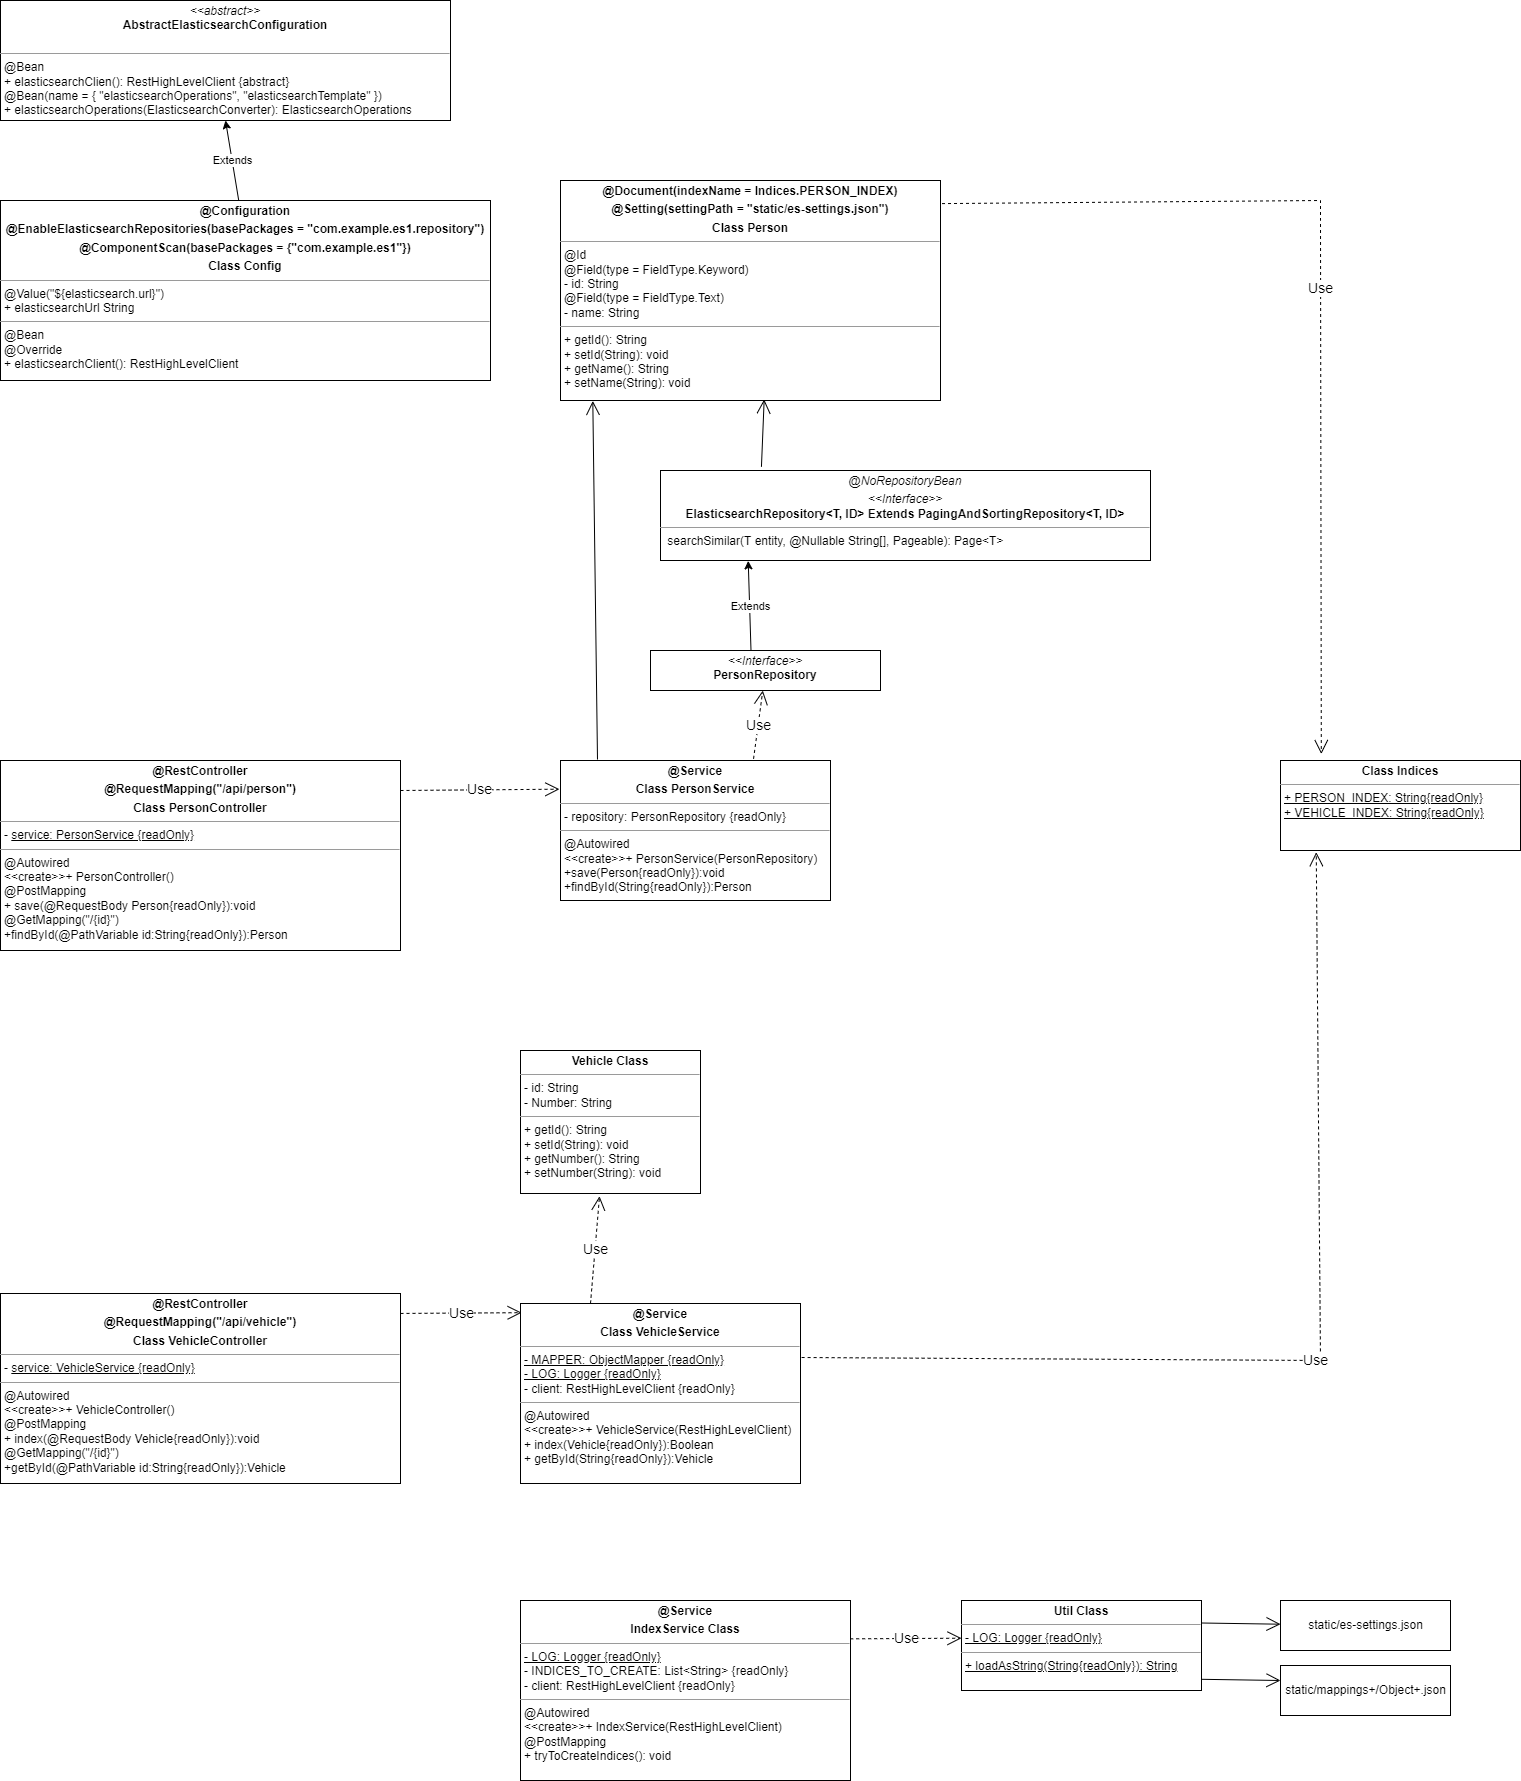 <<abstract>>
AbstractElasticsearchConfiguration
@Bean
+ elasticsearchClien(): RestHighLevelClient {abstract}
@Bean(name = { "elasticsearchOperations", "elasticsearchTemplate" })
+ elasticsearchOperations(ElasticsearchConverter): ElasticsearchOperations
Extends
@Configuration
@EnableElasticsearchRepositories(basePackages = "com.example.es1.repository")
@ComponentScan(basePackages = {"com.example.es1"})
Class Config
@Value("${elasticsearch.url}")
+ elasticsearchUrl String
@Bean
@Override
+ elasticsearchClient(): RestHighLevelClient
@Document(indexName = Indices.PERSON_INDEX)
@Setting(settingPath = "static/es-settings.json")
Class Person
@Id
@Field(type = FieldType.Keyword)
- id: String
@Field(type = FieldType.Text)
- name: String
+ getId(): String
+ setId(String): void
+ getName(): String
+ setName(String): void
Use
@NoRepositoryBean
<<Interface>>
ElasticsearchRepository<T, ID> Extends PagingAndSortingRepository<T, ID>
searchSimilar(T entity, @Nullable String[], Pageable): Page<T>
Extends
<<Interface>>
PersonRepository
Use
@RestController
@RequestMapping("/api/person")
Class PersonController
- service: PersonService {readOnly}
@Autowired
<<create>>+ PersonController()
@PostMapping
+ save(@RequestBody Person{readOnly}):void
@GetMapping("/{id}")
+findById(@PathVariable id:String{readOnly}):Person
Use
@Service
Class PersonService
- repository: PersonRepository {readOnly}
@Autowired
<<create>>+ PersonService(PersonRepository)
+save(Person{readOnly}):void
+findById(String{readOnly}):Person
Class Indices
+ PERSON_INDEX: String{readOnly}
+ VEHICLE_INDEX: String{readOnly}
Vehicle Class
- id: String
- Number: String
+ getId(): String
+ setId(String): void
+ getNumber(): String
+ setNumber(String): void
Use
@RestController
@RequestMapping("/api/vehicle")
Class VehicleController
- service: VehicleService {readOnly}
@Autowired
<<create>>+ VehicleController()
@PostMapping
+ index(@RequestBody Vehicle{readOnly}):void
@GetMapping("/{id}")
+getById(@PathVariable id:String{readOnly}):Vehicle
Use
@Service
Class VehicleService
- MAPPER: ObjectMapper {readOnly}
- LOG: Logger {readOnly}
- client: RestHighLevelClient {readOnly}
@Autowired
<<create>>+ VehicleService(RestHighLevelClient)
+ index(Vehicle{readOnly}):Boolean
+ getById(String{readOnly}):Vehicle
Use
@Service
IndexService Class
- LOG: Logger {readOnly}
- INDICES_TO_CREATE: List<String> {readOnly}
- client: RestHighLevelClient {readOnly}
@Autowired
<<create>>+ IndexService(RestHighLevelClient)
@PostMapping
+ tryToCreateIndices(): void
Use
Util Class
- LOG: Logger {readOnly}
+ loadAsString(String{readOnly}): String
static/es-settings.json
static/mappings+/Object+.json